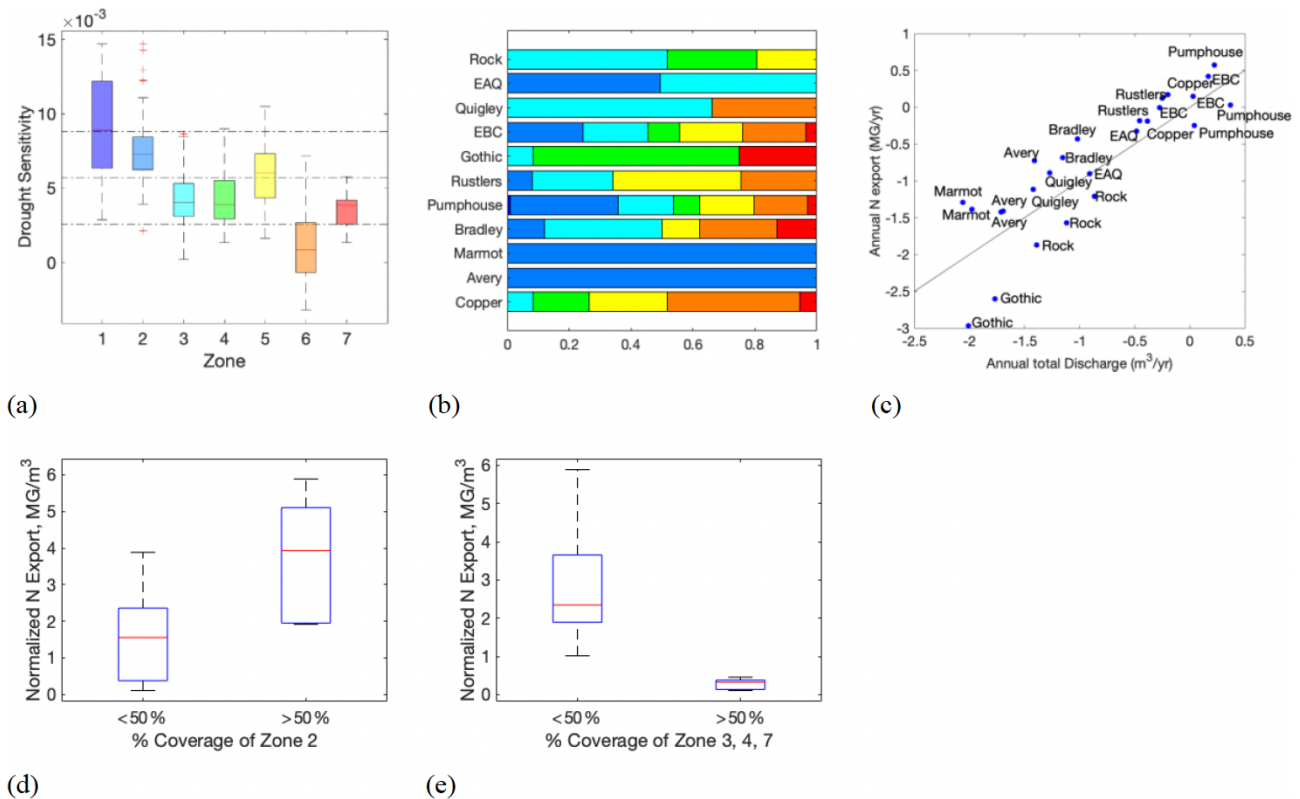 ×10⁻³
15
10
5
0
Drought Sensitivity
1 2 3 4 5 6 7
Zone
(a)
Rock
EAQ
Quigley
EBC
Gothic
Rustlers
Pumphouse
Bradley
Marmot
Avery
Copper
0 0.2 0.4 0.6 0.8 1
(b)
1
0.5
0
-0.5
-1
-1.5
-2
-2.5
-3
Annual N export (MG/yr)
Pumphouse
Copper EBC
Rustlers
EBC
Rustlers EBC Pumphouse
Bradley EAQ Copper Pumphouse
Avery Bradley
Quigley EAQ
Marmot Avery Quigley Rock
Marmot Avery Rock
Rock
Gothic
Gothic
-2.5 -2 -1.5 -1 -0.5 0 0.5
Annual total Discharge (m³/yr)
(c)
6
5
4
3
2
1
0
Normalized N Export, MG/m³
<50% >50%
% Coverage of Zone 2
(d)
6
5
4
3
2
1
0
Normalized N Export, MG/m³
<50% >50%
% Coverage of Zone 3, 4, 7
(e)